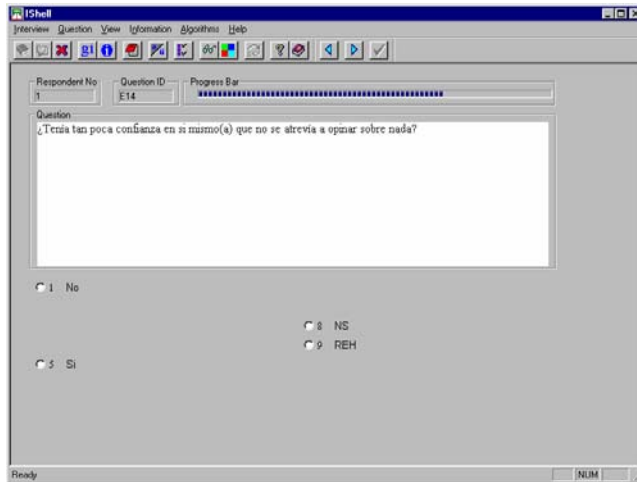 IShell
Interview Question View Information Algorithms Help
Respondent No
Question ID
Progress Bar
1
E14
Question
¿Tenía tan poca confianza en si mismo(a) que no se atrevía a opinar sobre nada?
1 No
8 NS
9 REH
5 Si
Ready
NUM